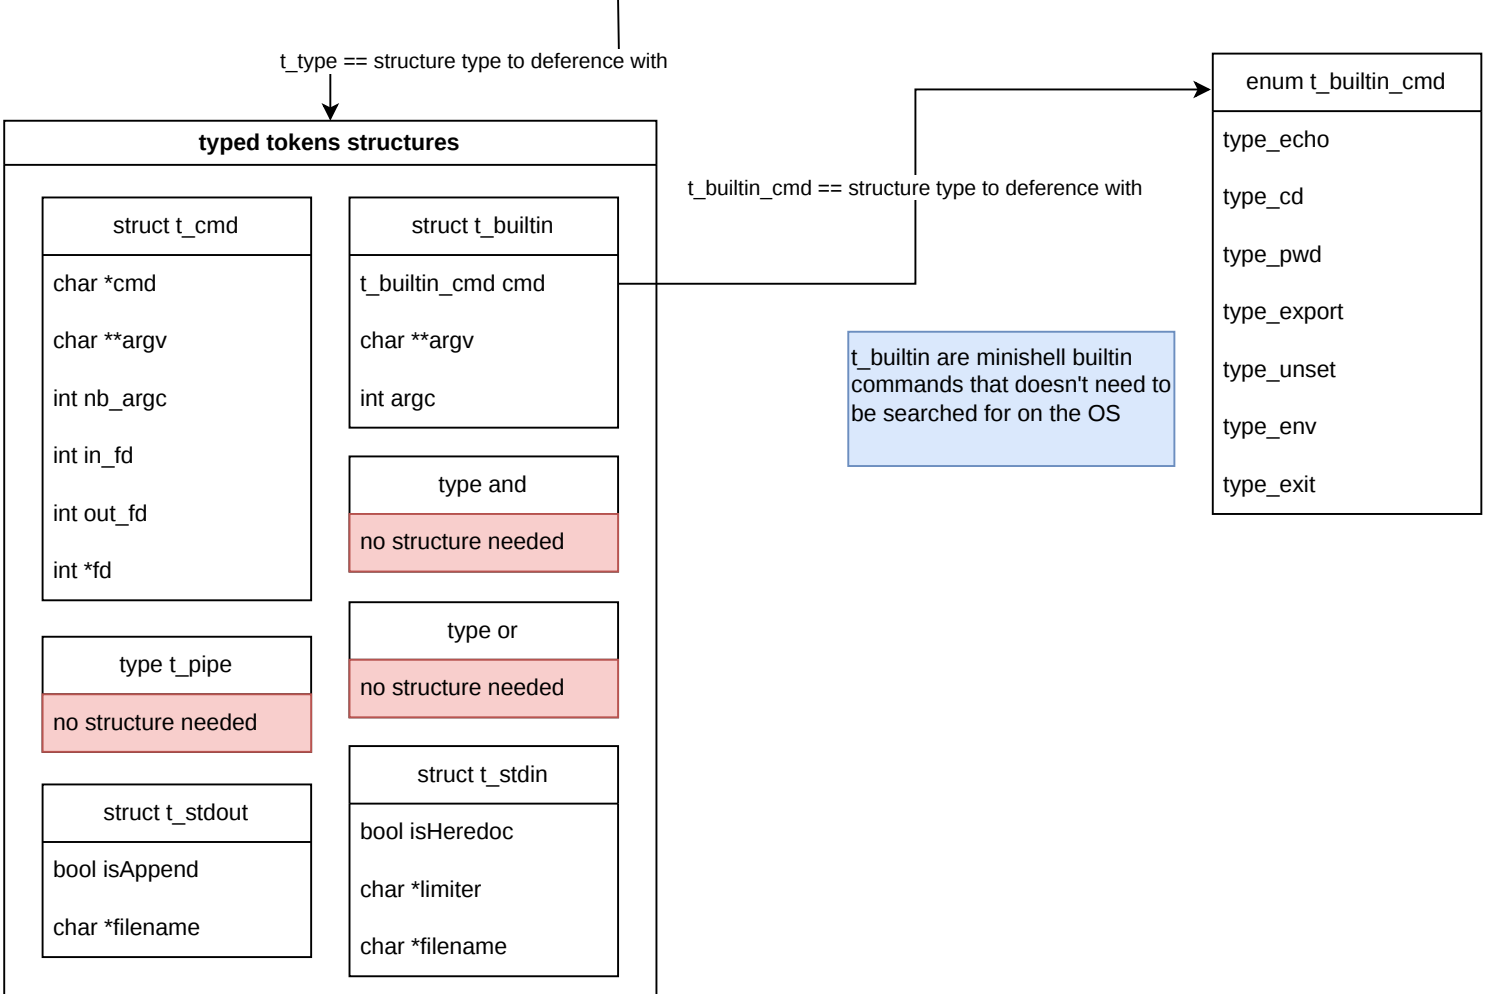 t_type == structure type to deference with
typed tokens structures
struct t_cmd
char *cmd
char **argv
int nb_argc
int in_fd
int out_fd
int *fd
struct t_builtin
t_builtin_cmd cmd
char **argv
int argc
type and
no structure needed
type or
no structure needed
type t_pipe
no structure needed
struct t_stdout
bool isAppend
char *filename
struct t_stdin
bool isHeredoc
char *limiter
char *filename
t_builtin_cmd == structure type to deference with
t_builtin are minishell builtin
commands that doesn't need to
be searched for on the OS
enum t_builtin_cmd
type_echo
type_cd
type_pwd
type_export
type_unset
type_env
type_exit